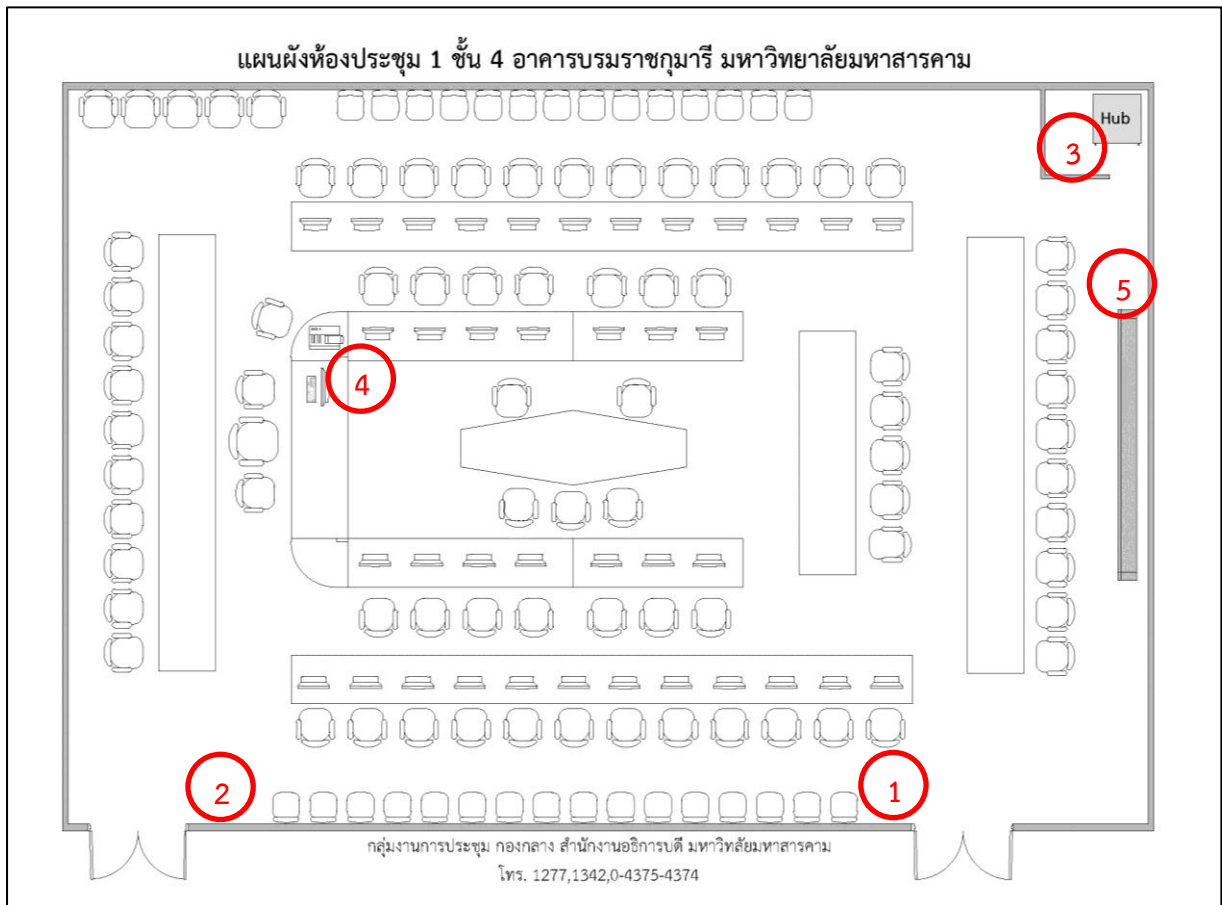 แผนผังห้องประชุม 1 ชั้น 4 อาคารบรมราชกุมารี มหาวิทยาลัยมหาสารคาม
Hub
3
5
4
2
1
กลุ่มงานการประชุม กองกลาง สำนักงานอธิการบดี มหาวิทลัยมหาสารคาม
โทร. 1277,1342,0-4375-4374